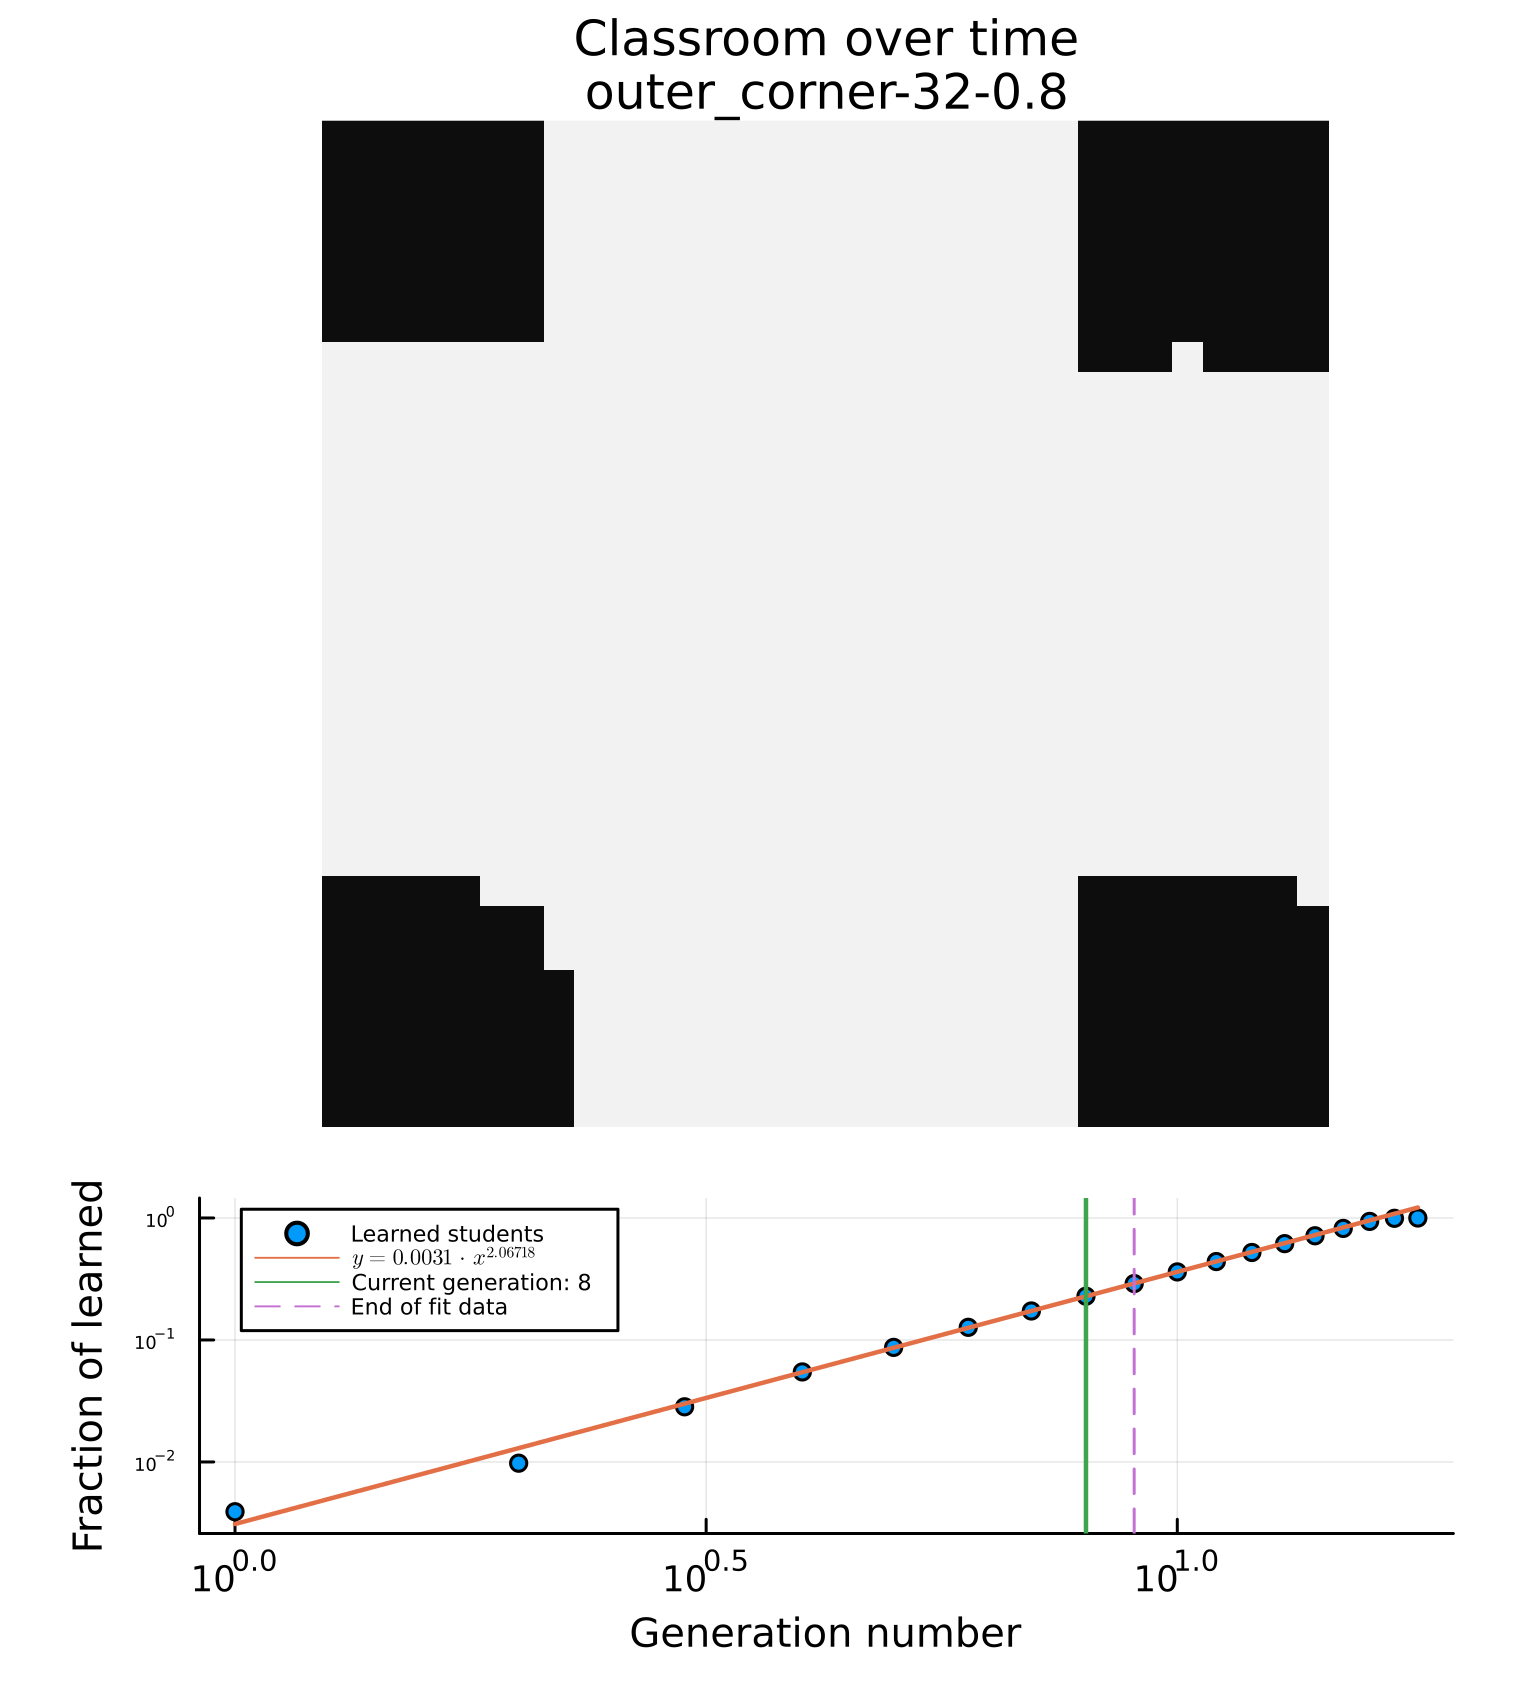 Classroom over time
outer_corner-32-0.8
Fraction of learned
10^0
10^−1
10^−2
Learned students
y = 0.0031 · x^2.06718
Current generation: 8
End of fit data
10^0.0
10^0.5
10^1.0
Generation number